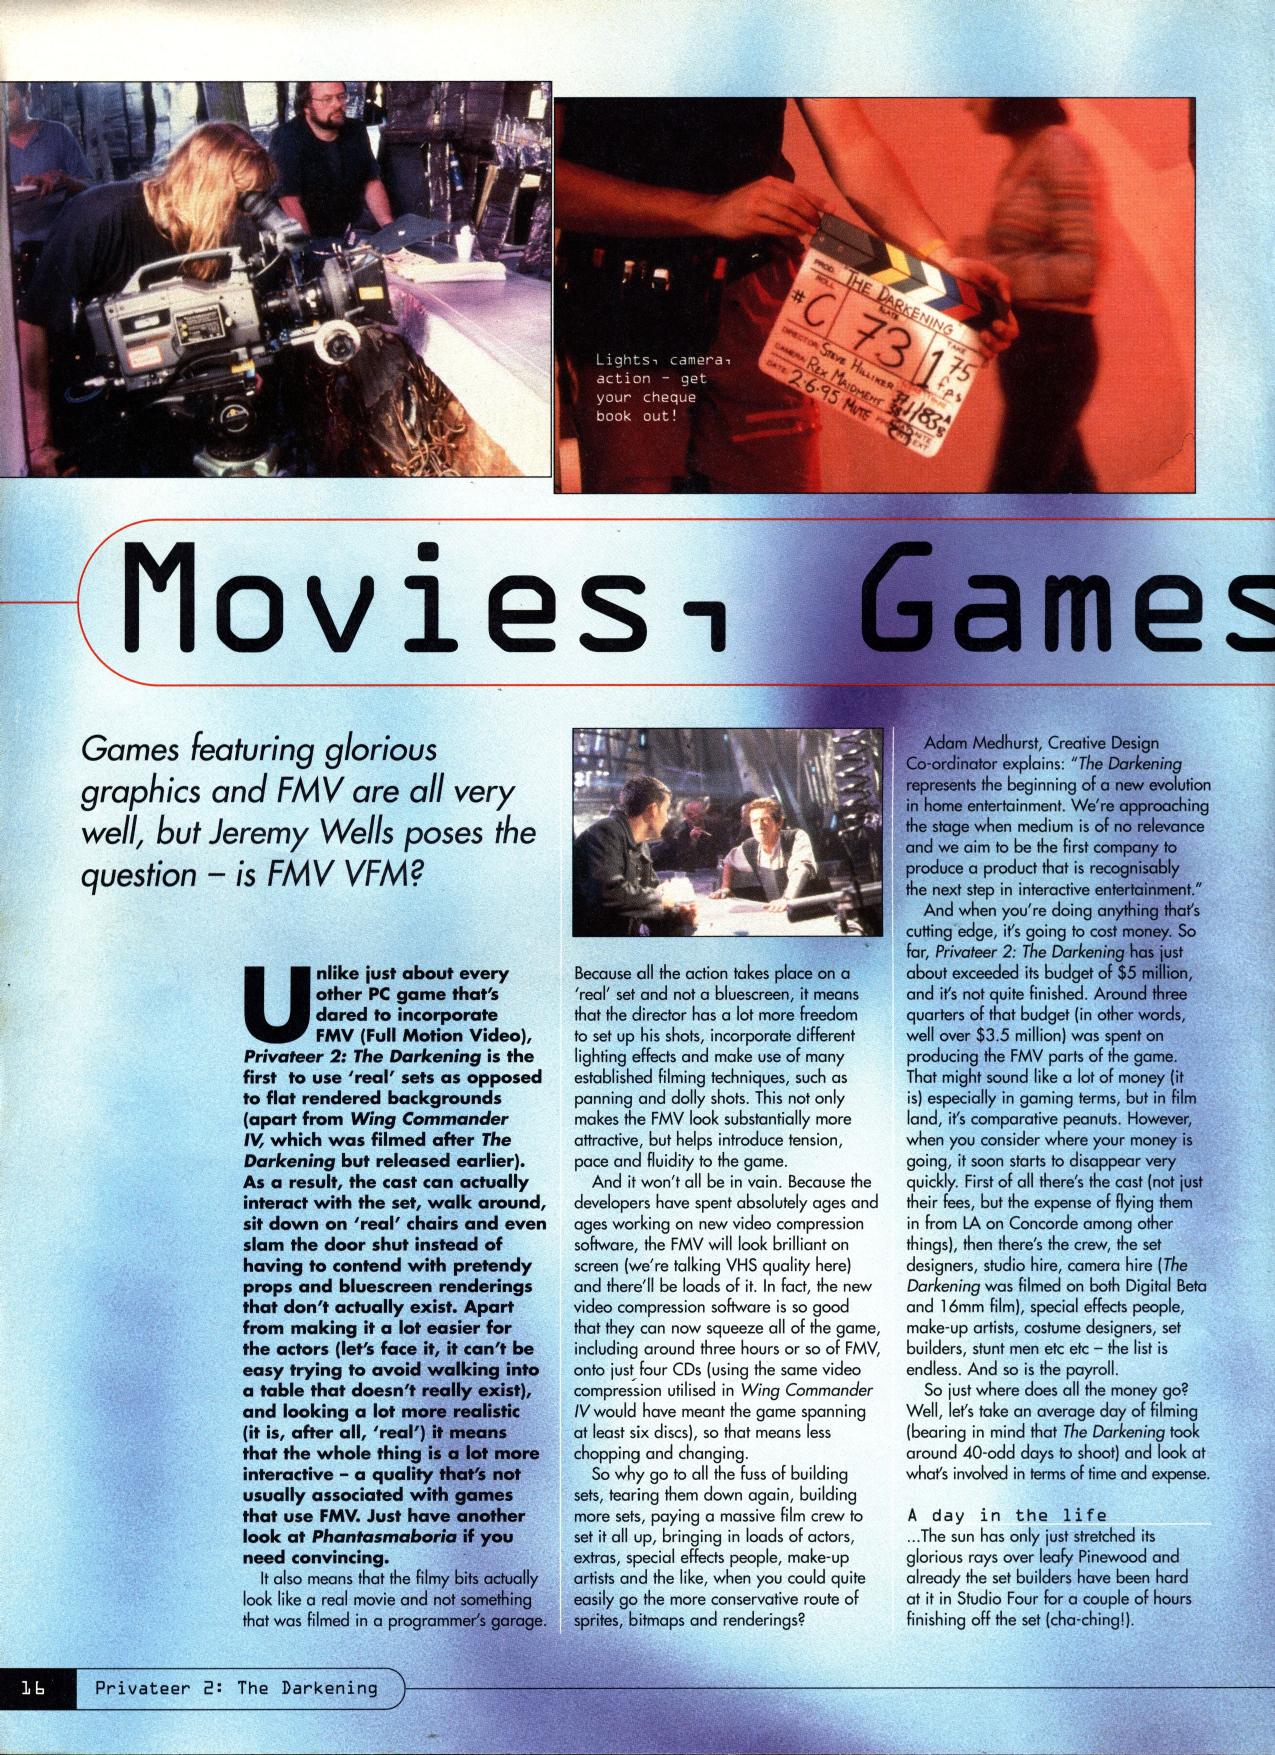 PROD.
THE DARKENING
ROLL
PLATE
TAKE
#C
73
1
75
fps
DIRECTOR: STEVE HILLIKER
CAMERA: REX MAIDMENT
DATE: 2.6.95 MUTE
EXT
Lights, camera,
action – get
your cheque
book out!
Movies, Games
Games featuring glorious
graphics and FMV are all very
well, but Jeremy Wells poses the
question – is FMV VFM?
Unlike just about every
other PC game that's
dared to incorporate
FMV (Full Motion Video),
Privateer 2: The Darkening is the
first to use 'real' sets as opposed
to flat rendered backgrounds
(apart from Wing Commander
IV, which was filmed after The
Darkening but released earlier).
As a result, the cast can actually
interact with the set, walk around,
sit down on 'real' chairs and even
slam the door shut instead of
having to contend with pretendy
props and bluescreen renderings
that don't actually exist. Apart
from making it a lot easier for
the actors (let's face it, it can't be
easy trying to avoid walking into
a table that doesn't really exist),
and looking a lot more realistic
(it is, after all, 'real') it means
that the whole thing is a lot more
interactive – a quality that's not
usually associated with games
that use FMV. Just have another
look at Phantasmaboria if you
need convincing.
It also means that the filmy bits actually
look like a real movie and not something
that was filmed in a programmer's garage.
Because all the action takes place on a
'real' set and not a bluescreen, it means
that the director has a lot more freedom
to set up his shots, incorporate different
lighting effects and make use of many
established filming techniques, such as
panning and dolly shots. This not only
makes the FMV look substantially more
attractive, but helps introduce tension,
pace and fluidity to the game.
And it won't all be in vain. Because the
developers have spent absolutely ages and
ages working on new video compression
software, the FMV will look brilliant on
screen (we're talking VHS quality here)
and there'll be loads of it. In fact, the new
video compression software is so good
that they can now squeeze all of the game,
including around three hours or so of FMV,
onto just four CDs (using the same video
compression utilised in Wing Commander
IV would have meant the game spanning
at least six discs), so that means less
chopping and changing.
So why go to all the fuss of building
sets, tearing them down again, building
more sets, paying a massive film crew to
set it all up, bringing in loads of actors,
extras, special effects people, make-up
artists and the like, when you could quite
easily go the more conservative route of
sprites, bitmaps and renderings?
Adam Medhurst, Creative Design
Co-ordinator explains: "The Darkening
represents the beginning of a new evolution
in home entertainment. We're approaching
the stage when medium is of no relevance
and we aim to be the first company to
produce a product that is recognisably
the next step in interactive entertainment."
And when you're doing anything that's
cutting edge, it's going to cost money. So
far, Privateer 2: The Darkening has just
about exceeded its budget of $5 million,
and it's not quite finished. Around three
quarters of that budget (in other words,
well over $3.5 million) was spent on
producing the FMV parts of the game.
That might sound like a lot of money (it
is) especially in gaming terms, but in film
land, it's comparative peanuts. However,
when you consider where your money is
going, it soon starts to disappear very
quickly. First of all there's the cast (not just
their fees, but the expense of flying them
in from LA on Concorde among other
things), then there's the crew, the set
designers, studio hire, camera hire (The
Darkening was filmed on both Digital Beta
and 16mm film), special effects people,
make-up artists, costume designers, set
builders, stunt men etc etc – the list is
endless. And so is the payroll.
So just where does all the money go?
Well, let's take an average day of filming
(bearing in mind that The Darkening took
around 40-odd days to shoot) and look at
what's involved in terms of time and expense.
A day in the life
...The sun has only just stretched its
glorious rays over leafy Pinewood and
already the set builders have been hard
at it in Studio Four for a couple of hours
finishing off the set (cha-ching!).
16
Privateer 2: The Darkening